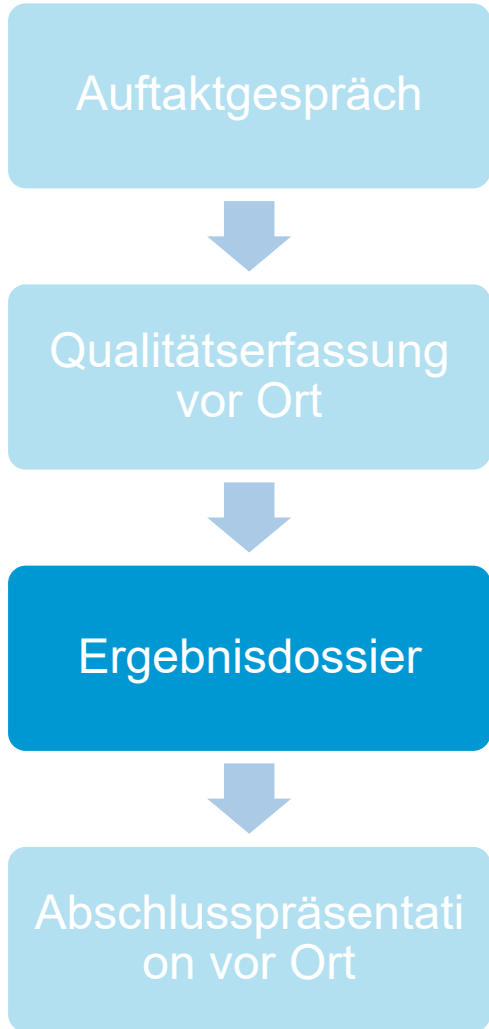 Auftaktgespräch
Qualitätserfassung
vor Ort
Ergebnisdossier
Abschlusspräsentati
on vor Ort